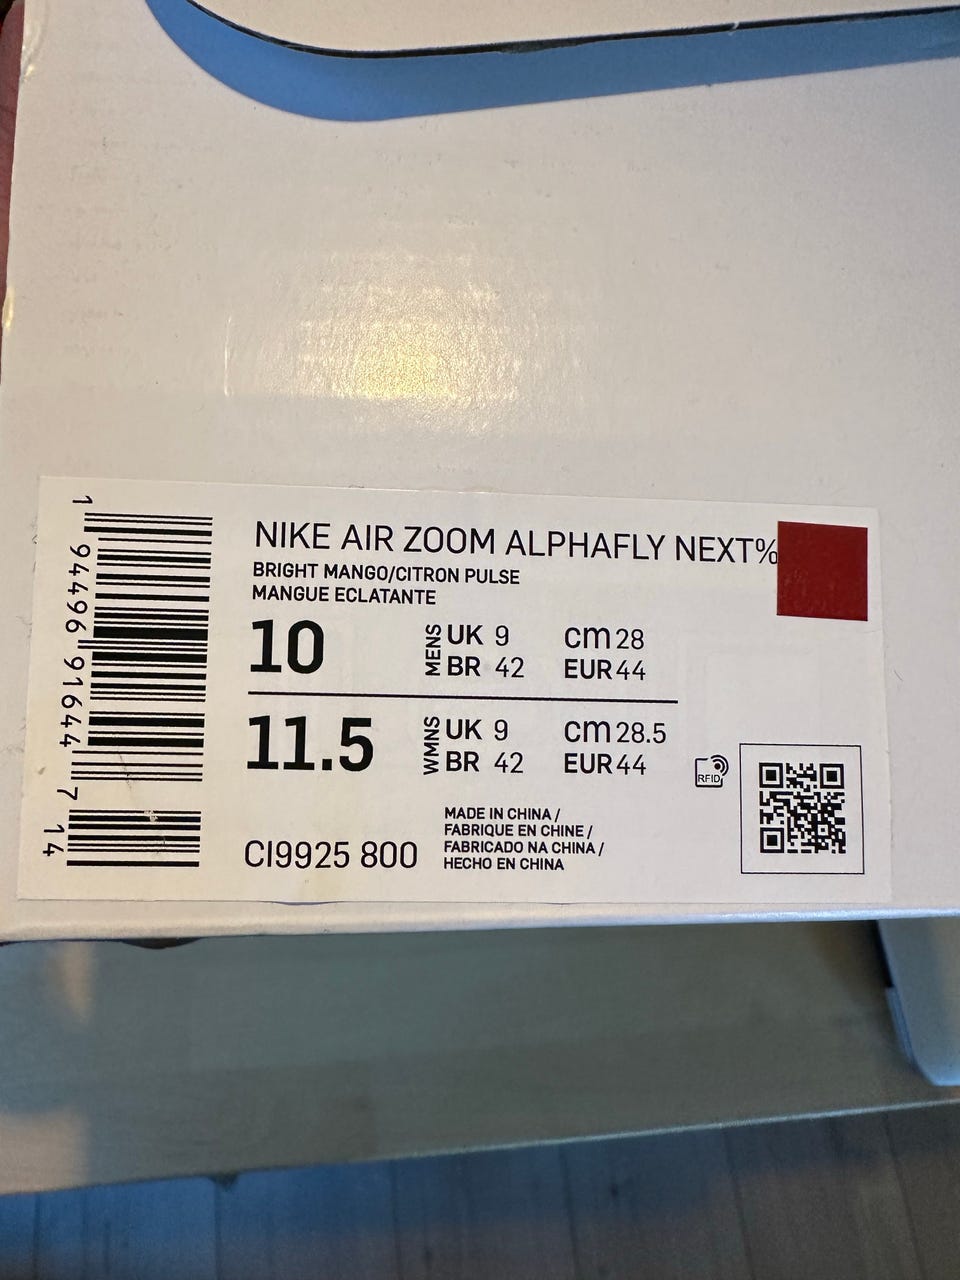 NIKE AIR ZOOM ALPHAFLY NEXT%
BRIGHT MANGO/CITRON PULSE
MANGUE ECLATANTE
10
MENS
UK 9
cm 28
BR 42
EUR 44
11.5
WMNS
UK 9
cm 28.5
BR 42
EUR 44
RFID
CI9925 800
MADE IN CHINA /
FABRIQUE EN CHINE /
FABRICADO NA CHINA /
HECHO EN CHINA
1 94496 91644 7 14